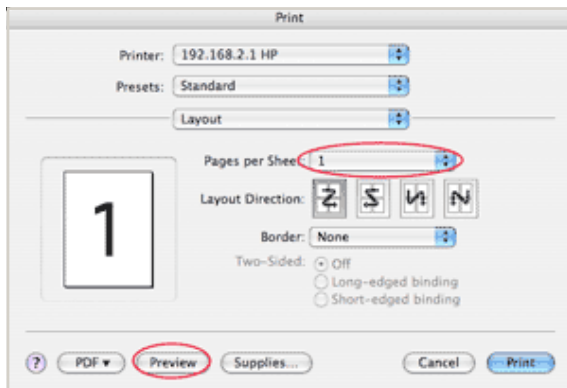 Print
Printer: 192.168.2.1 HP
Presets: Standard
Layout
Pages per Sheet: 1
Layout Direction:
Border: None
Two-Sided: Off
Long-edged binding
Short-edged binding
1
? PDF▼ Preview Supplies... Cancel Print